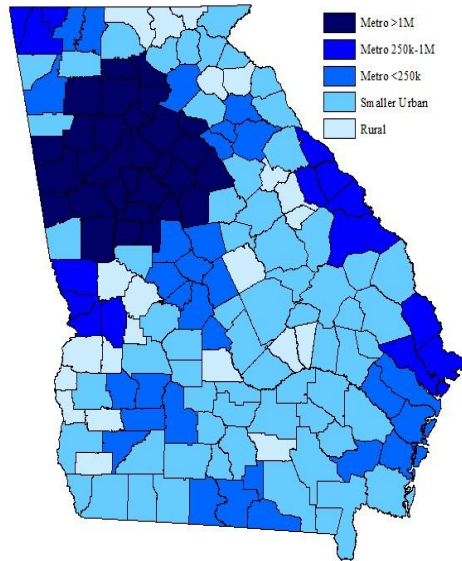 Metro >1M
Metro 250k-1M
Metro <250k
Smaller Urban
Rural